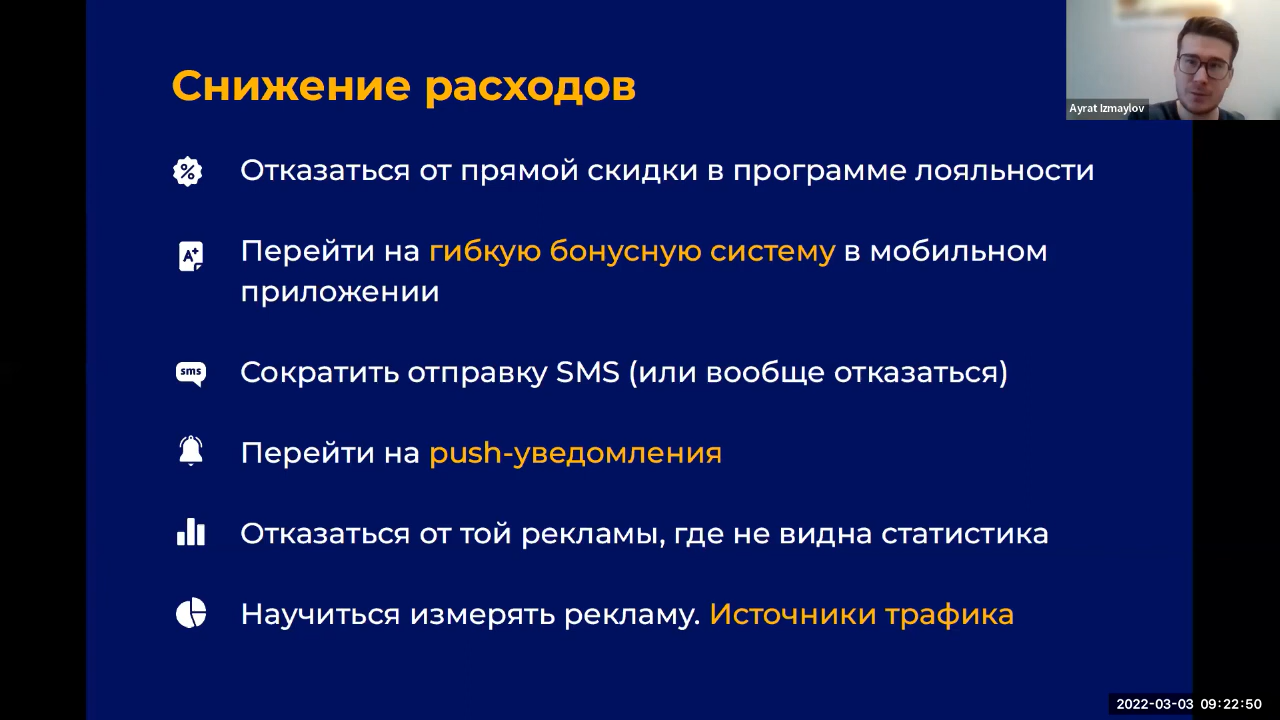 Снижение расходов
Ayrat Izmaylov
%
Отказаться от прямой скидки в программе лояльности
A+
Перейти на гибкую бонусную систему в мобильном
приложении
sms
Сократить отправку SMS (или вообще отказаться)
Перейти на push-уведомления
Отказаться от той рекламы, где не видна статистика
Научиться измерять рекламу. Источники трафика
2022-03-03 09:22:50